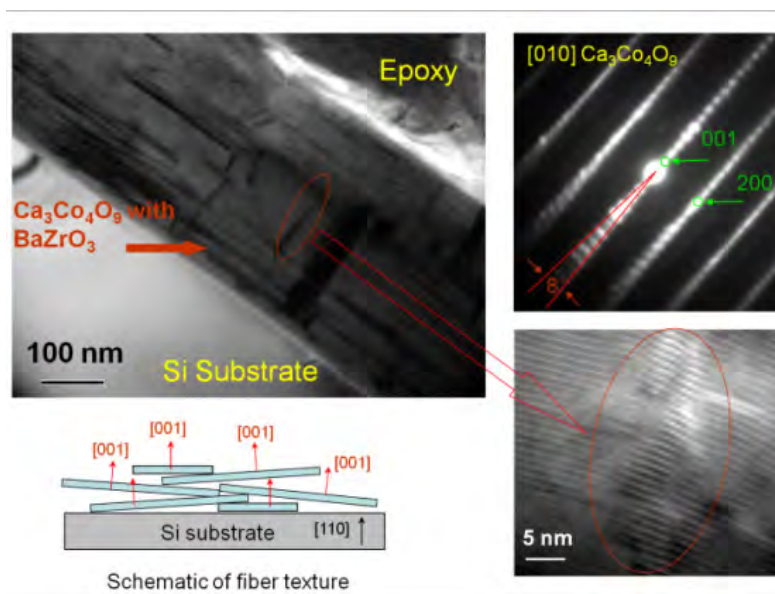 Epoxy
Ca₃Co₄O₉ with
BaZrO₃
100 nm
Si Substrate
[010] Ca₃Co₄O₉
001
200
8
5 nm
[001]
[001]
[001]
[001]
Si substrate
[110]
Schematic of fiber texture